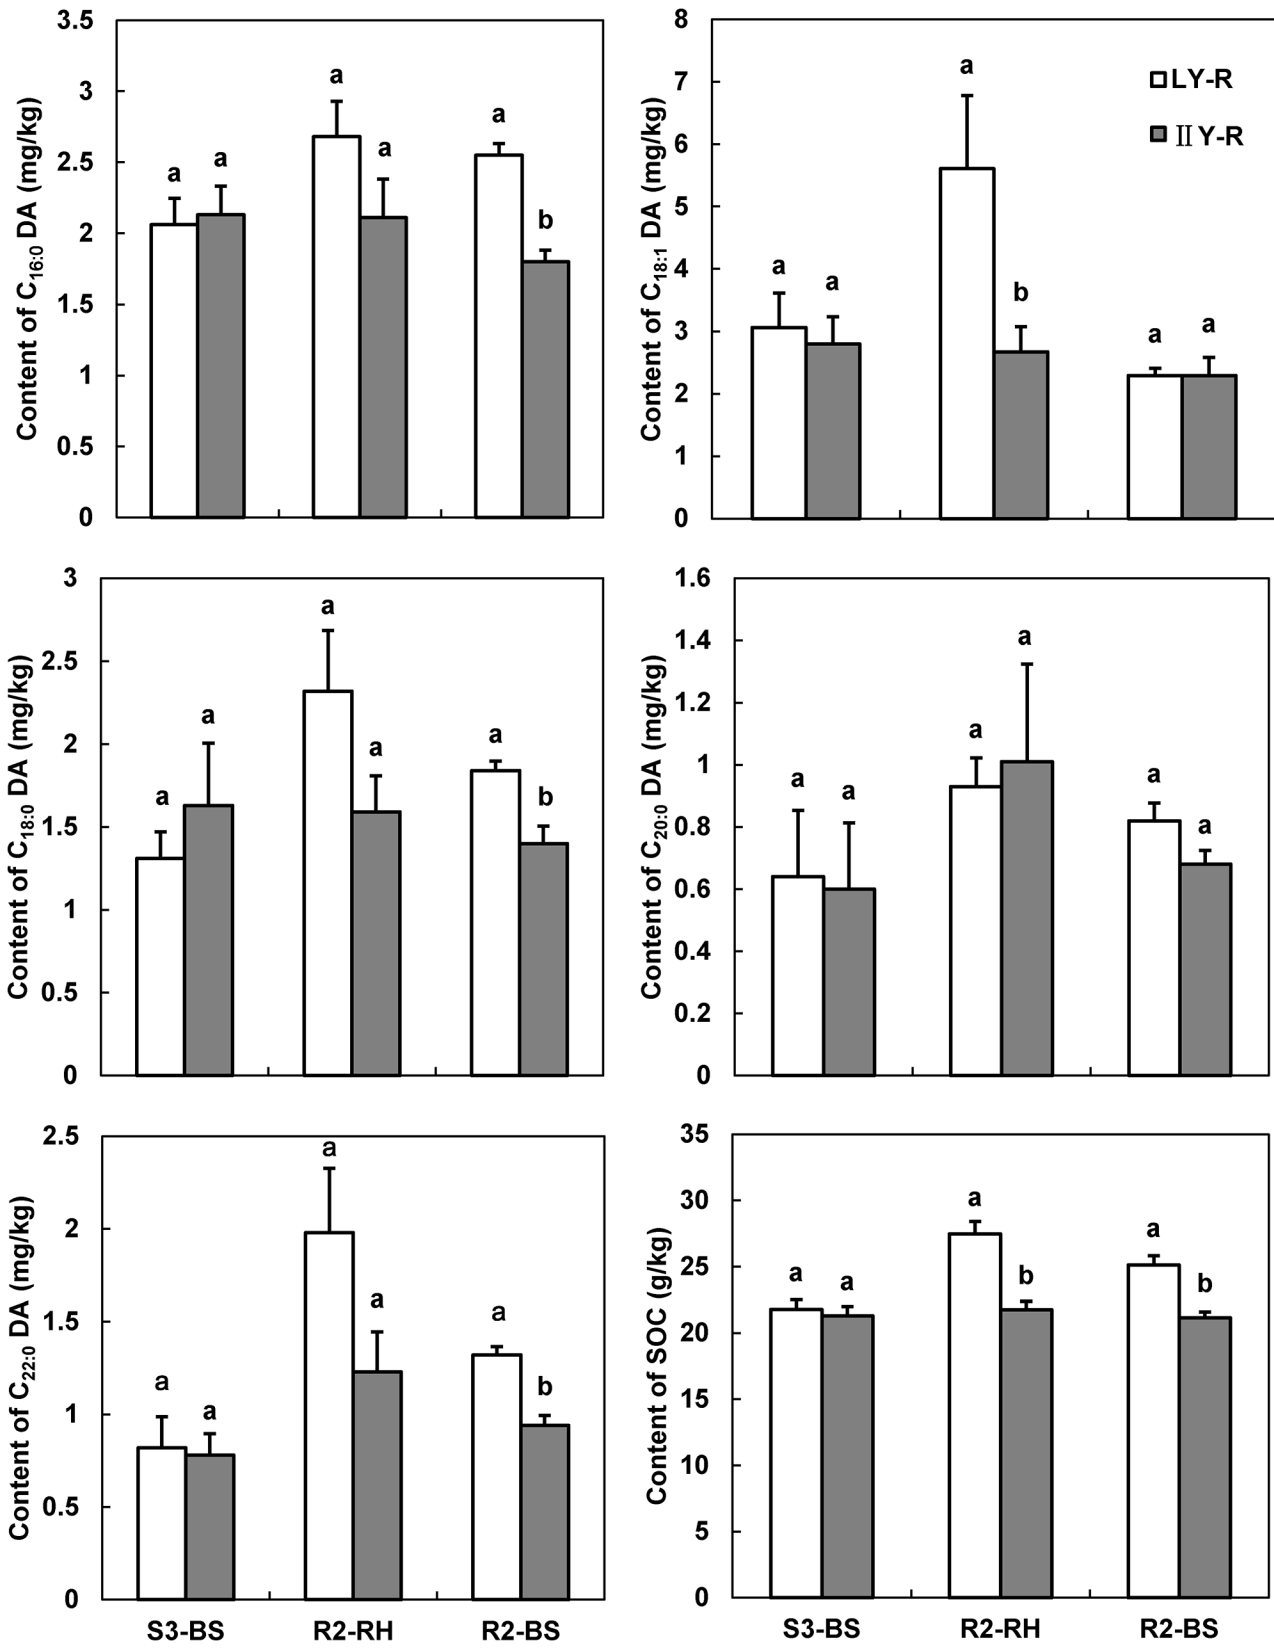 Content of C16:0 DA (mg/kg)
3.5
3
2.5
2
1.5
1
0.5
0
a
a
a
a
a
b
Content of C18:1 DA (mg/kg)
8
7
6
5
4
3
2
1
0
a
a
a
b
a
a
LY-R
ⅡY-R
Content of C18:0 DA (mg/kg)
3
2.5
2
1.5
1
0.5
0
a
a
a
a
a
b
Content of C20:0 DA (mg/kg)
1.6
1.4
1.2
1
0.8
0.6
0.4
0.2
0
a
a
a
a
a
a
Content of C22:0 DA (mg/kg)
2.5
2
1.5
1
0.5
0
a
a
a
a
a
b
S3-BS R2-RH R2-BS
Content of SOC (g/kg)
35
30
25
20
15
10
5
0
a
a
a
b
a
b
S3-BS R2-RH R2-BS